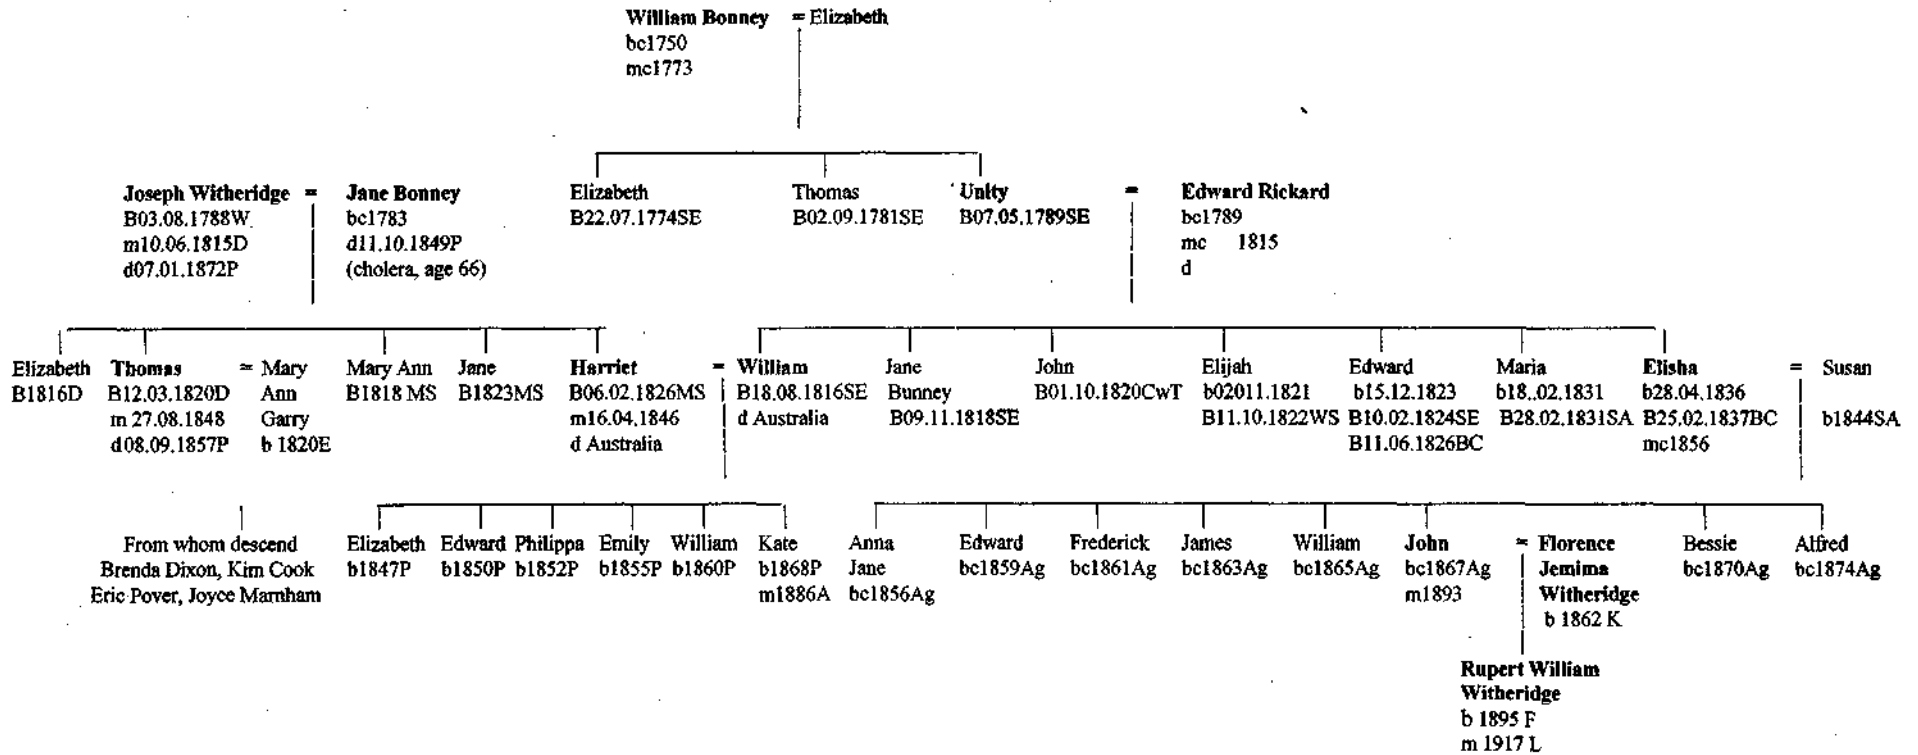 William Bonney = Elizabeth
bc1750
mc1773
Joseph Witheridge = Jane Bonney
B03.08.1788W bc1783
m10.06.1815D d11.10.1849P
d07.01.1872P (cholera, age 66)
Elizabeth
B22.07.1774SE
Thomas
B02.09.1781SE
Unity = Edward Rickard
B07.05.1789SE bc1789
mc 1815
d
Elizabeth
B1816D
Thomas = Mary
B12.03.1820D Ann
m 27.08.1848 Garry
d08.09.1857P b 1820E
Mary Ann
B1818 MS
Jane
B1823MS
Harriet = William
B06.02.1826MS B18.08.1816SE
m16.04.1846 d Australia
d Australia
Jane
Bunney
B09.11.1818SE
John
B01.10.1820CwT
Elijah
b02011.1821
B11.10.1822WS
Edward
b15.12.1823
B10.02.1824SE
B11.06.1826BC
Maria
b18,.02,1831
B28.02.1831SA
Elisha = Susan
b28.04.1836
B25.02.1837BC b1844SA
mc1856
From whom descend
Brenda Dixon, Kim Cook
Eric Pover, Joyce Marnham
Elizabeth
b1847P
Edward
b1850P
Philippa
b1852P
Emily
b1855P
William
b1860P
Kate
b1868P
m1886A
Anna
Jane
bc1856Ag
Edward
bc1859Ag
Frederick
bc1861Ag
James
bc1863Ag
William
bc1865Ag
John = Florence
bc1867Ag Jemima
m1893 Witheridge
b 1862 K
Bessie
bc1870Ag
Alfred
bc1874Ag
Rupert William
Witheridge
b 1895 F
m 1917 L